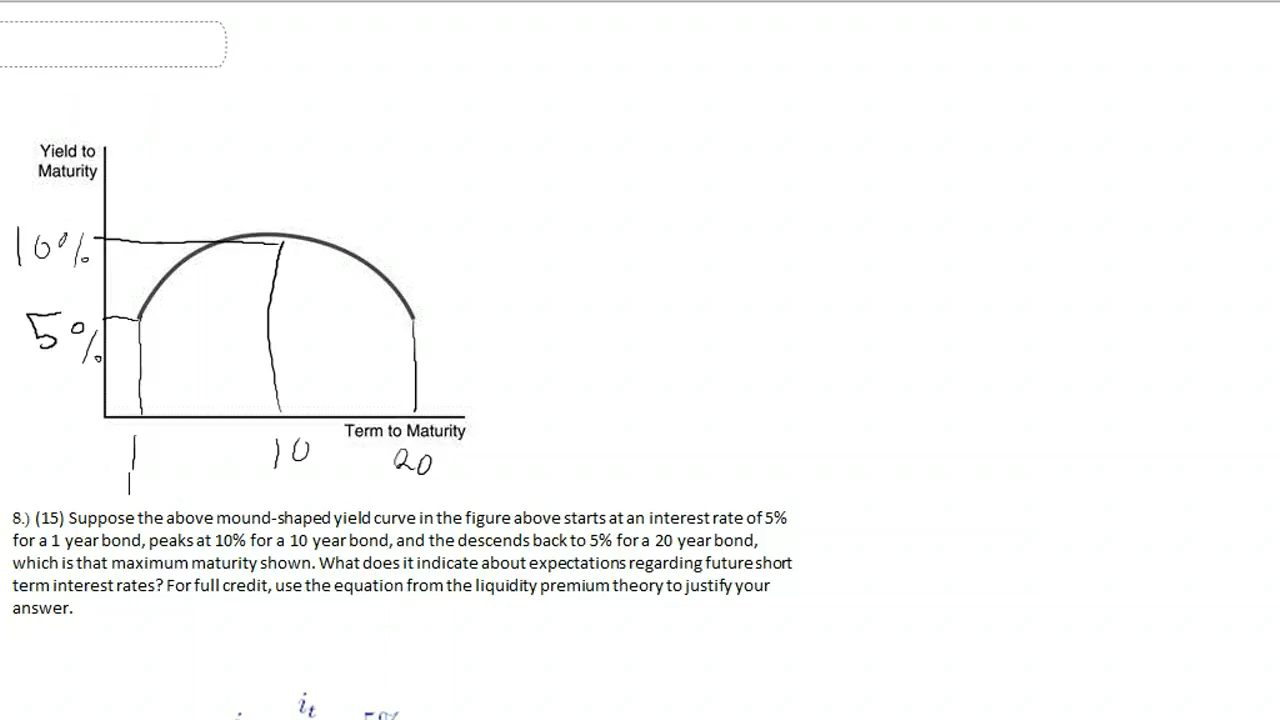 Yield to
Maturity
10%
5%
Term to Maturity
1 10 20
8.) (15) Suppose the above mound-shaped yield curve in the figure above starts at an interest rate of 5%
for a 1 year bond, peaks at 10% for a 10 year bond, and the descends back to 5% for a 20 year bond,
which is that maximum maturity shown. What does it indicate about expectations regarding future short
term interest rates? For full credit, use the equation from the liquidity premium theory to justify your
answer.
i_t